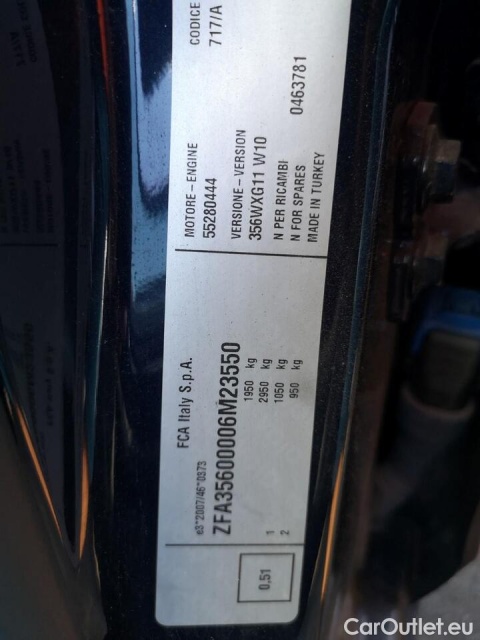 FCA Italy S.p.A.
e3*2007/46*0373
ZFA35600006M23550
1950 kg
2950 kg
1 1050 kg
2 950 kg
0,51
MOTORE - ENGINE
55280444
VERSIONE - VERSION
356WXG11 W10
N PER RICAMBI
N FOR SPARES 0463781
MADE IN TURKEY
CODICE
717/A
CarOutlet.eu